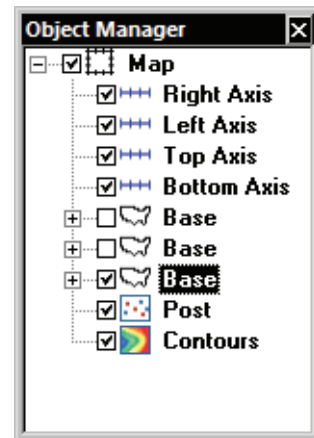 Object Manager
Map
Right Axis
Left Axis
Top Axis
Bottom Axis
Base
Base
Base
Post
Contours